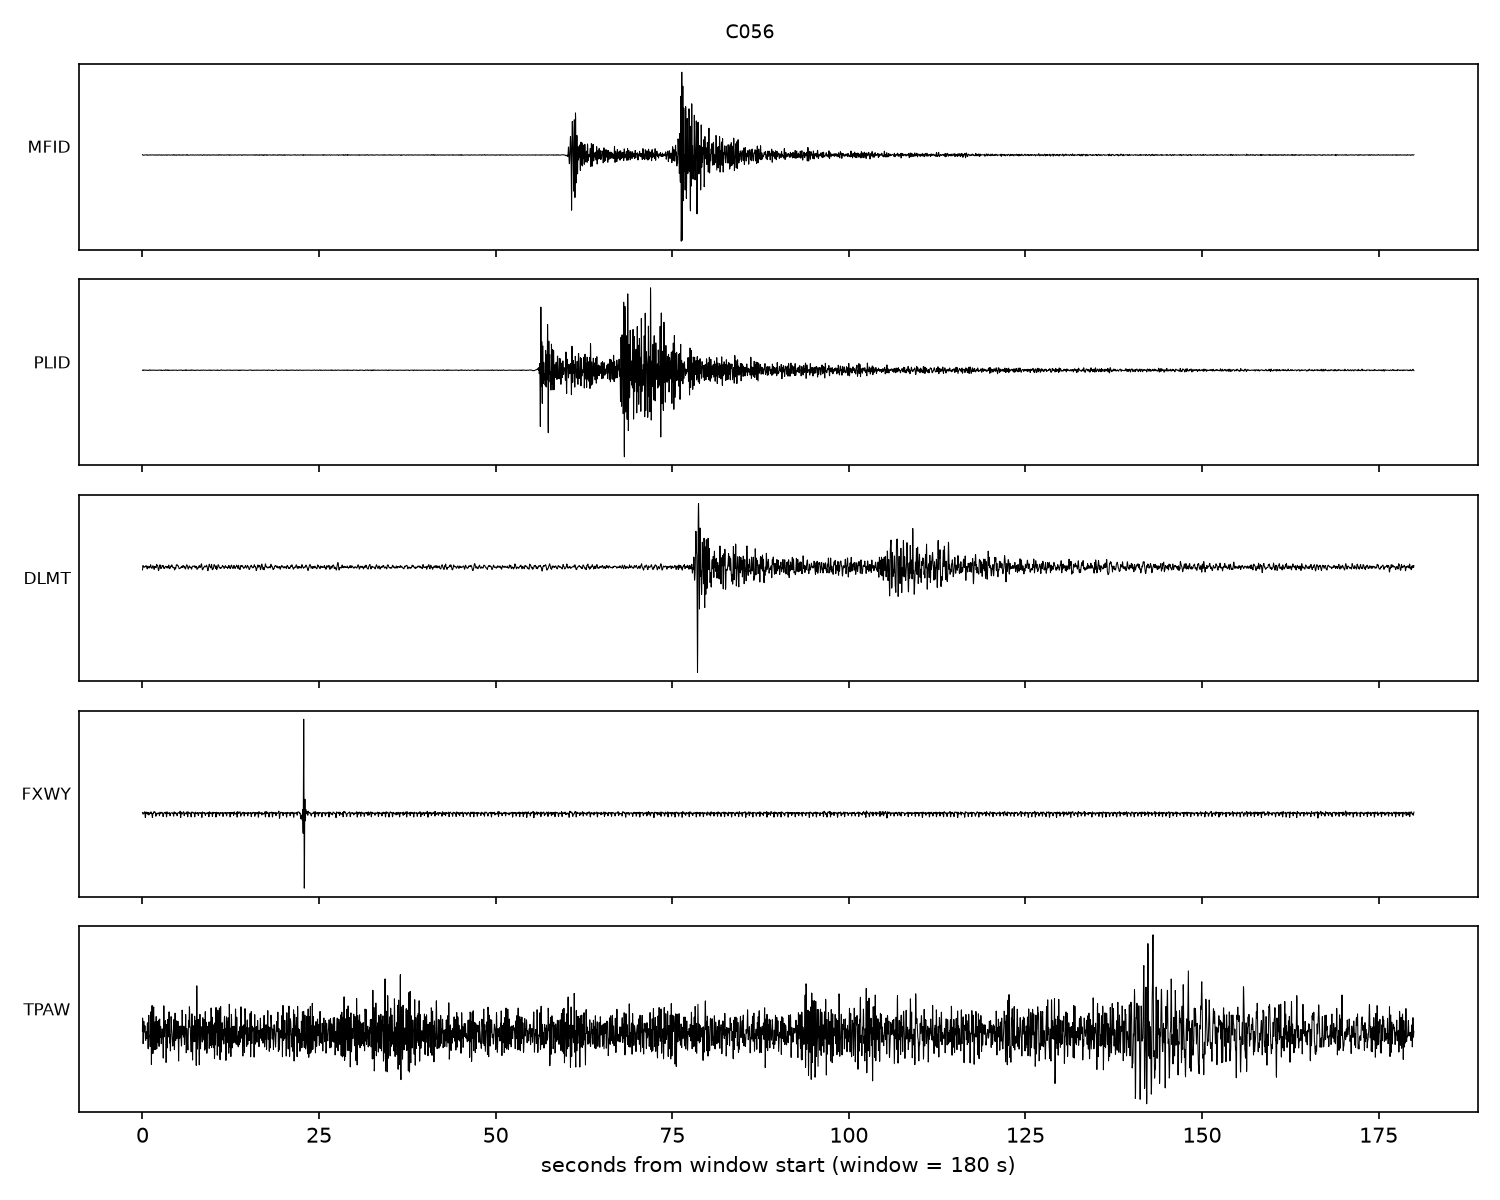 C056
MFID
PLID
DLMT
FXWY
TPAW
0 25 50 75 100 125 150 175
seconds from window start (window = 180 s)